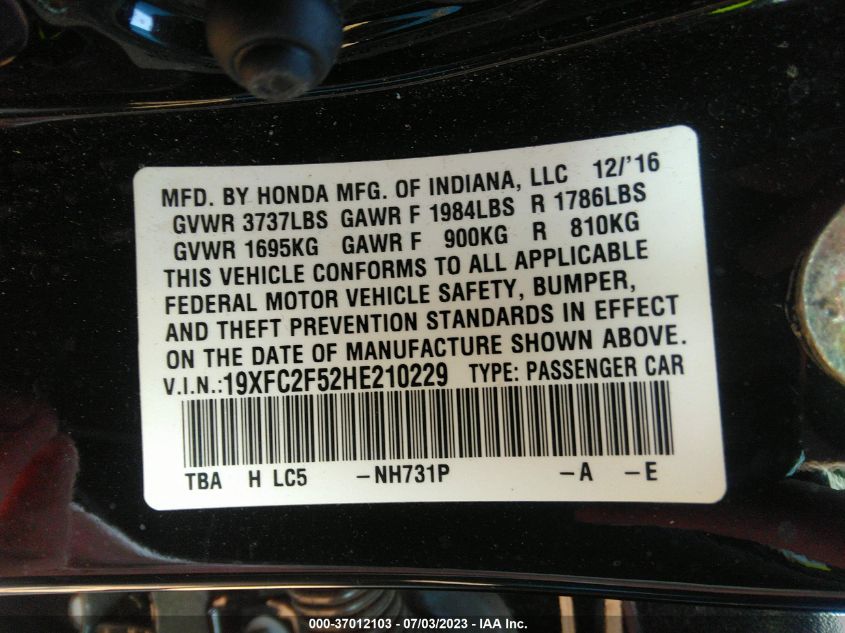 MFD. BY HONDA MFG. OF INDIANA, LLC 12/'16
GVWR 3737LBS GAWR F 1984LBS R 1786LBS
GVWR 1695KG GAWR F 900KG R 810KG
THIS VEHICLE CONFORMS TO ALL APPLICABLE
FEDERAL MOTOR VEHICLE SAFETY, BUMPER,
AND THEFT PREVENTION STANDARDS IN EFFECT
ON THE DATE OF MANUFACTURE SHOWN ABOVE.
V.I.N.:19XFC2F52HE210229 TYPE: PASSENGER CAR
TBA H LC5 -NH731P -A -E
000-37012103 - 07/03/2023 - IAA Inc.